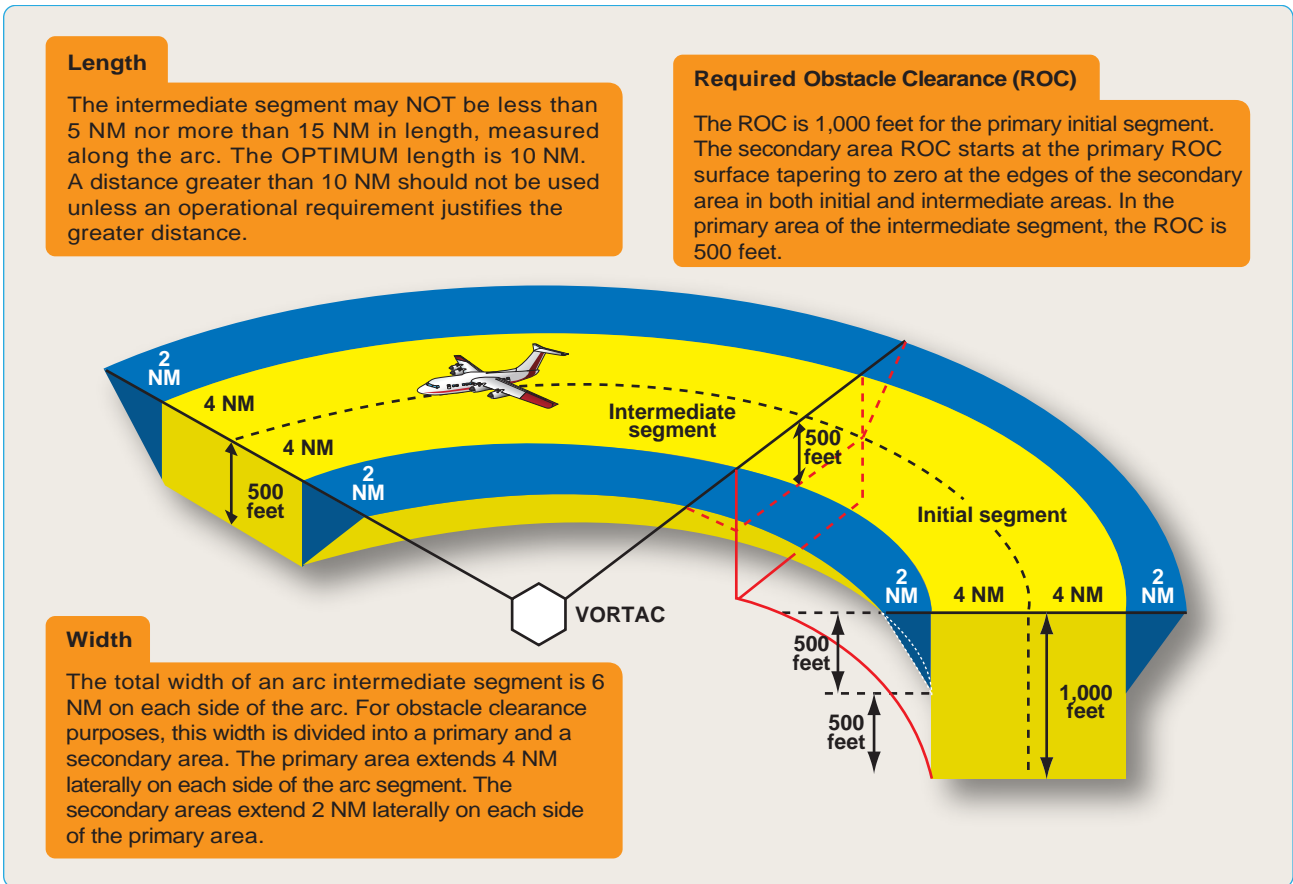 Length
The intermediate segment may NOT be less than
5 NM nor more than 15 NM in length, measured
along the arc. The OPTIMUM length is 10 NM.
A distance greater than 10 NM should not be used
unless an operational requirement justifies the
greater distance.
Required Obstacle Clearance (ROC)
The ROC is 1,000 feet for the primary initial segment.
The secondary area ROC starts at the primary ROC
surface tapering to zero at the edges of the secondary
area in both initial and intermediate areas. In the
primary area of the intermediate segment, the ROC is
500 feet.
2
NM
4 NM
4 NM
2
NM
500
feet
Intermediate
segment
500
feet
Initial segment
2
NM
4 NM
4 NM
2
NM
VORTAC
500
feet
500
feet
1,000
feet
Width
The total width of an arc intermediate segment is 6
NM on each side of the arc. For obstacle clearance
purposes, this width is divided into a primary and a
secondary area. The primary area extends 4 NM
laterally on each side of the arc segment. The
secondary areas extend 2 NM laterally on each side
of the primary area.